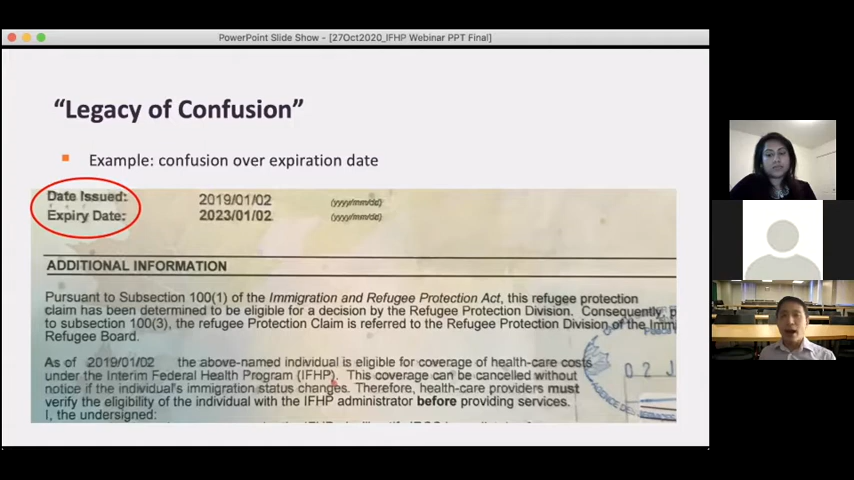 PowerPoint Slide Show - [27Oct2020_IFHP Webinar PPT Final]
“Legacy of Confusion”
Example: confusion over expiration date
Date Issued: 2019/01/02 (yyyy/mm/dd)
Expiry Date: 2023/01/02 (yyyy/mm/dd)
ADDITIONAL INFORMATION
Pursuant to Subsection 100(1) of the Immigration and Refugee Protection Act, this refugee protection
claim has been determined to be eligible for a decision by the Refugee Protection Division. Consequently, p
to subsection 100(3), the refugee Protection Claim is referred to the Refugee Protection Division of the Imm
Refugee Board.
As of 2019/01/02 the above-named individual is eligible for coverage of health-care costs
under the Interim Federal Health Program (IFHP). This coverage can be cancelled without
notice if the individual's immigration status changes. Therefore, health-care providers must
verify the eligibility of the individual with the IFHP administrator before providing services.
I, the undersigned:
0 2 J